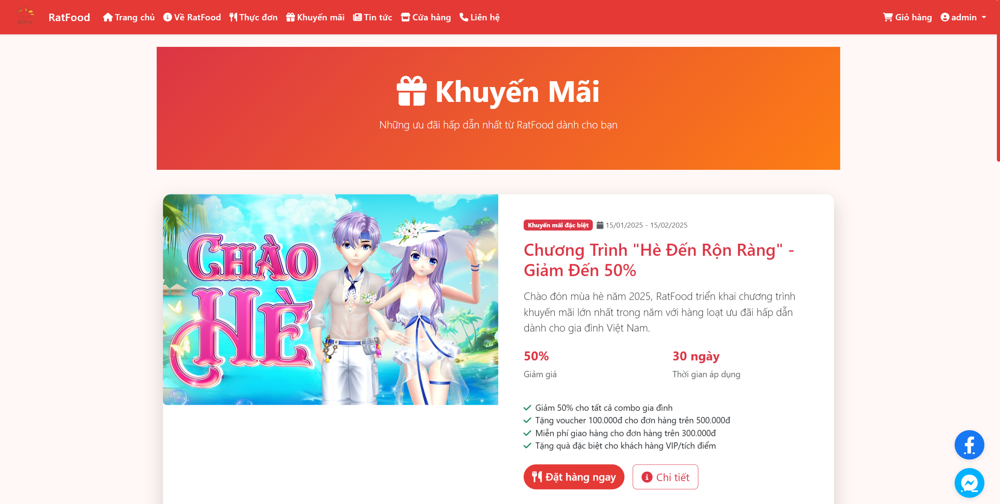 RatFood
RatFood
Trang chủ
Về RatFood
Thực đơn
Khuyến mãi
Tin tức
Cửa hàng
Liên hệ
Giỏ hàng
admin
Khuyến Mãi
Những ưu đãi hấp dẫn nhất từ RatFood dành cho bạn
CHÀO
HÈ
Khuyến mãi đặc biệt
15/01/2025 - 15/02/2025
Chương Trình "Hè Đến Rộn Ràng" -
Giảm Đến 50%
Chào đón mùa hè năm 2025, RatFood triển khai chương trình
khuyến mãi lớn nhất trong năm với hàng loạt ưu đãi hấp dẫn
dành cho gia đình Việt Nam.
50%
Giảm giá
30 ngày
Thời gian áp dụng
Giảm 50% cho tất cả combo gia đình
Tặng voucher 100.000đ cho đơn hàng trên 500.000đ
Miễn phí giao hàng cho đơn hàng trên 300.000đ
Tặng quà đặc biệt cho khách hàng VIP/tích điểm
Đặt hàng ngay
Chi tiết